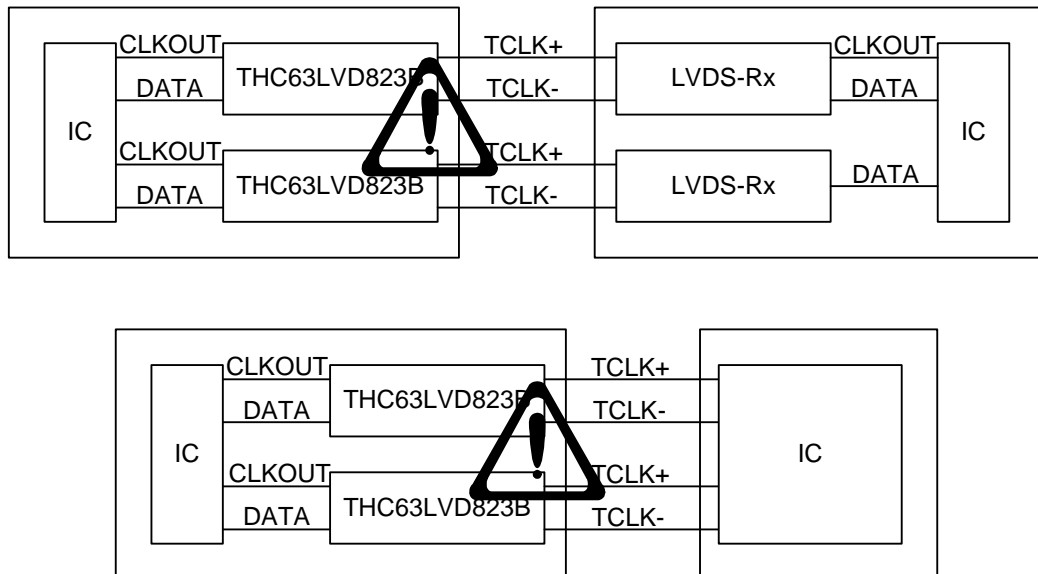 CLKOUT THC63LVD823B TCLK+ LVDS-Rx CLKOUT
DATA TCLK- DATA
IC IC
CLKOUT THC63LVD823B TCLK+ LVDS-Rx DATA
DATA TCLK-
CLKOUT THC63LVD823B TCLK+
DATA TCLK-
IC IC
CLKOUT THC63LVD823B TCLK+
DATA TCLK-